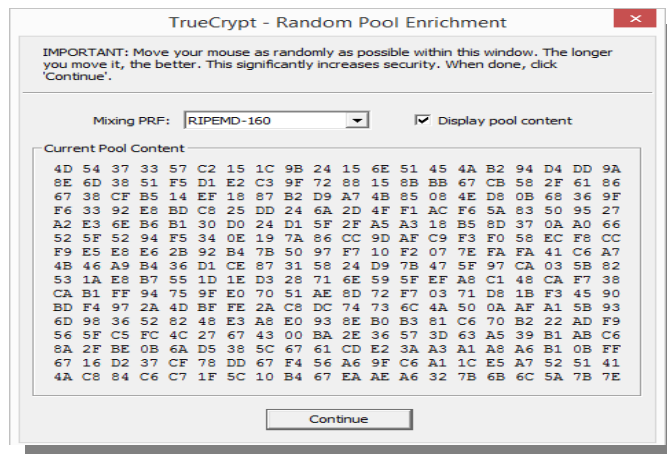 TrueCrypt - Random Pool Enrichment
IMPORTANT: Move your mouse as randomly as possible within this window. The longer
you move it, the better. This significantly increases security. When done, click
'Continue'.
Mixing PRF: RIPEMD-160 Display pool content
Current Pool Content
4D 54 37 33 57 C2 15 1C 9B 24 15 6E 51 45 4A B2 94 D4 DD 9A
8E 6D 38 51 F5 D1 E2 C3 9F 72 88 15 8B BB 67 CB 58 2F 61 86
67 38 CF B5 14 EF 18 87 B2 D9 A7 4B 85 08 4E D8 0B 68 36 9F
F6 33 92 E8 BD C8 25 DD 24 6A 2D 4F F1 AC F6 5A 83 50 95 27
A2 E3 6E B6 B1 30 D0 24 D1 5F 2F A5 A3 18 B5 8D 37 0A A0 66
52 5F 52 94 F5 34 0E 19 7A 86 CC 9D AF C9 F3 F0 58 EC F8 CC
F9 E5 E8 E6 2B 92 B4 7B 50 97 F7 10 F2 07 7E FA FA 41 C6 A7
4B 46 A9 B4 36 D1 CE 87 31 58 24 D9 7B 47 5F 97 CA 03 5B 82
53 1A E8 B7 55 1D 1E D3 28 71 6E 59 5F EF A8 C1 48 CA F7 38
CA B1 FF 94 75 9F E0 70 51 AE 8D 72 F7 03 71 D8 1B F3 45 90
BD F4 97 2A 4D BF FE 2A C8 DC 74 73 6C 4A 50 0A AF A1 5B 93
6D 98 36 52 82 48 E3 A8 E0 93 8E B0 B3 81 C6 70 B2 22 AD F9
56 5F C5 FC 4C 27 67 43 00 BA 2E 36 57 3D 63 A5 39 B1 AB C6
8A 2F BE 0B 6A D5 38 5C 67 61 CD E2 3A A3 A1 A8 A6 B1 0B FF
67 16 D2 37 CF 78 DD 67 F4 56 A6 9F C6 A1 1C E5 A7 52 51 41
4A C8 84 C6 C7 1F 5C 10 B4 67 EA AE A6 32 7B 6B 6C 5A 7B 7E
Continue